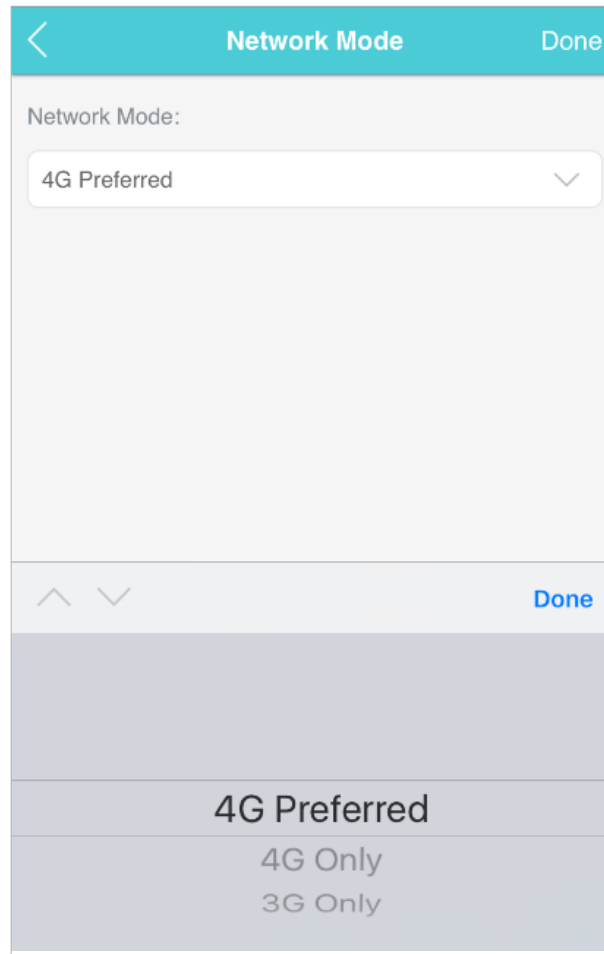 Network Mode Done
Network Mode:
4G Preferred
Done
4G Preferred
4G Only
3G Only